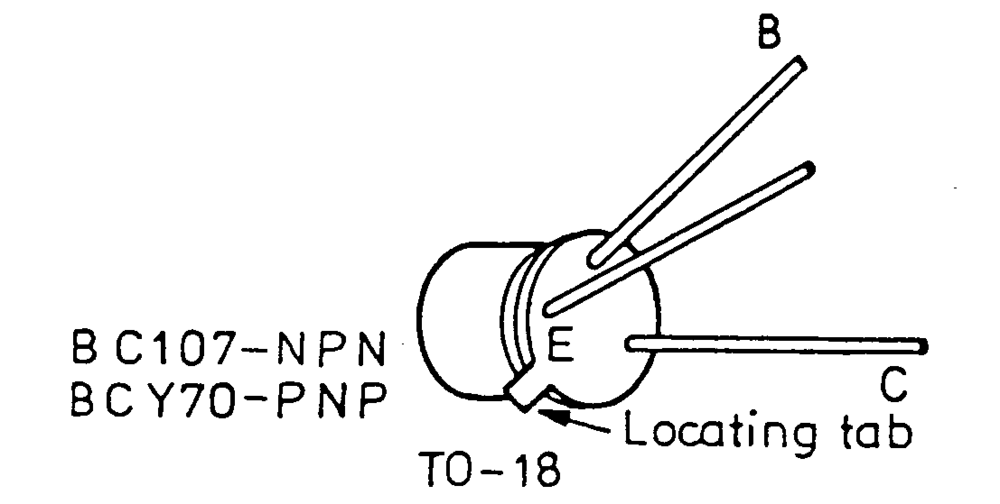 B
E
BC107-NPN
C
BCY70-PNP
Locating tab
TO-18